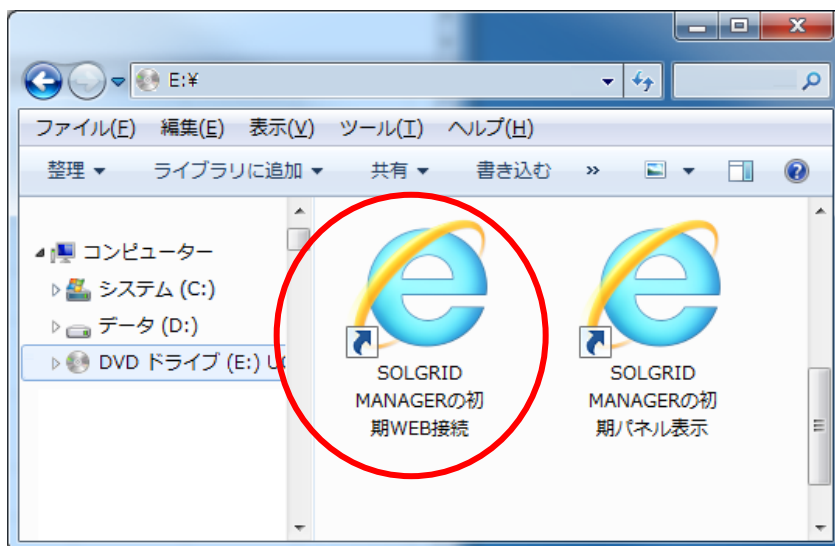 E:¥
ファイル(F) 編集(E) 表示(V) ツール(T) ヘルプ(H)
整理 ライブラリに追加 共有 書き込む »
コンピューター
システム (C:)
データ (D:)
DVD ドライブ (E:)
SOLGRID
MANAGERの初
期WEB接続
SOLGRID
MANAGERの初
期パネル表示